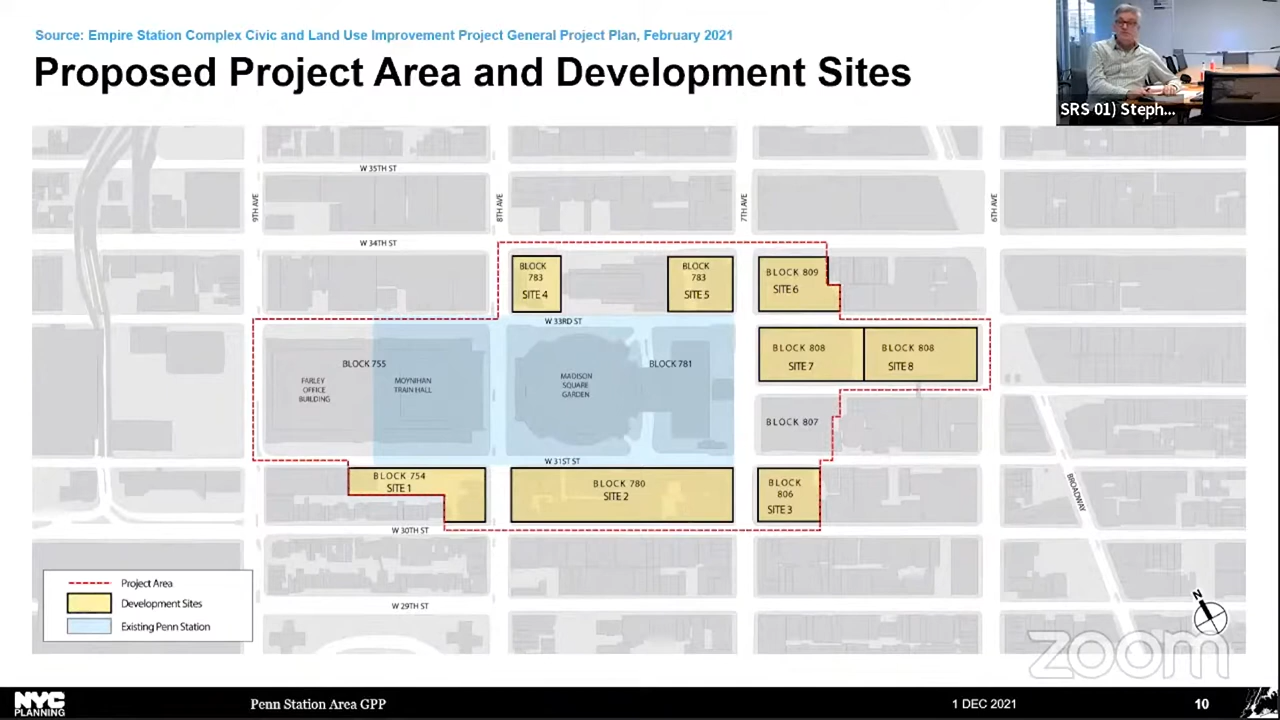 Source: Empire Station Complex Civic and Land Use Improvement Project General Project Plan, February 2021
Proposed Project Area and Development Sites
SRS 01) Steph...
W 35TH ST
9TH AVE
8TH AVE
7TH AVE
6TH AVE
W 34TH ST
BLOCK
783
SITE 4
BLOCK
783
SITE 5
BLOCK 809
SITE 6
W 33RD ST
BLOCK 755
FARLEY
OFFICE
BUILDING
MOYNIHAN
TRAIN HALL
MADISON
SQUARE
GARDEN
BLOCK 781
BLOCK 808
SITE 7
BLOCK 808
SITE 8
BLOCK 807
W 31ST ST
BLOCK 754
SITE 1
BLOCK 780
SITE 2
BLOCK
806
SITE 3
BROADWAY
W 30TH ST
W 29TH ST
Project Area
Development Sites
Existing Penn Station
N
zoom
NYC
PLANNING
Penn Station Area GPP
1 DEC 2021
10